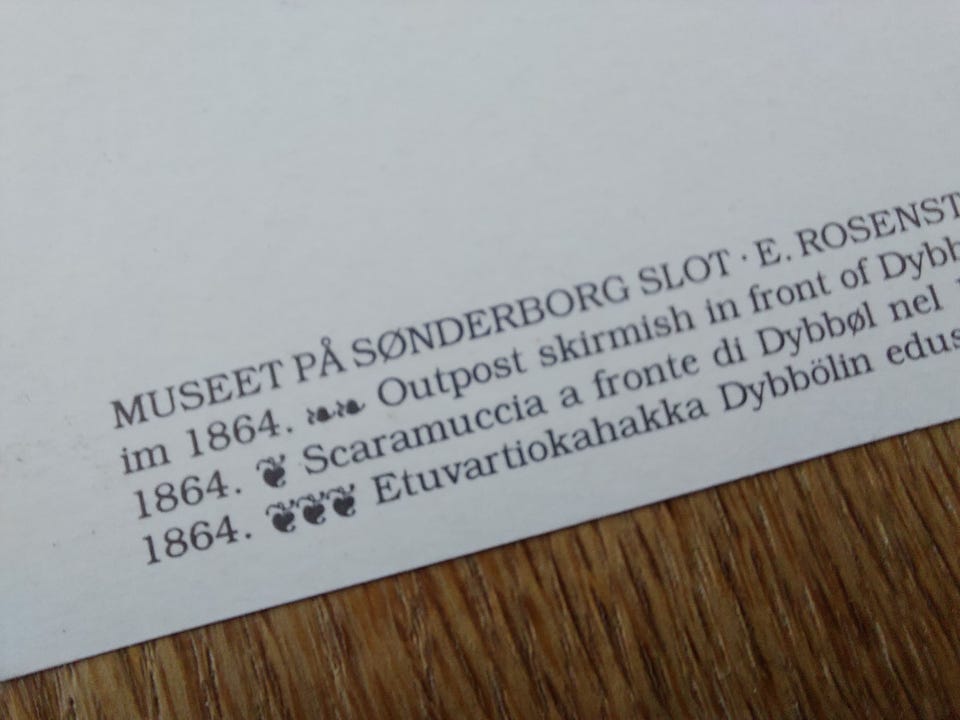 MUSEET PÅ SØNDERBORG SLOT · E. ROSENST
im 1864. ❧❧ Outpost skirmish in front of Dybb
1864. ❦ Scaramuccia a fronte di Dybbøl nel
1864. ❦❦❦ Etuvartiokahakka Dybbölin edus